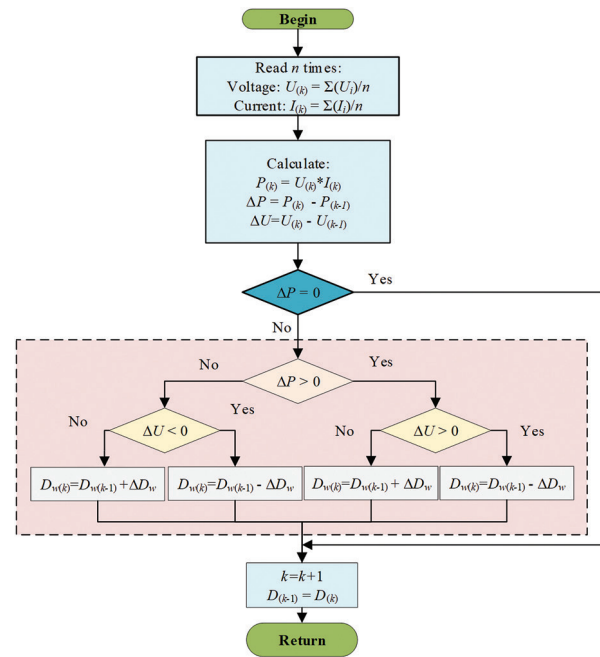 Begin
Read n times:
Voltage: U(k) = Σ(Ui)/n
Current: I(k) = Σ(Ii)/n
Calculate:
P(k) = U(k)*I(k)
ΔP = P(k) - P(k-1)
ΔU=U(k) - U(k-1)
ΔP = 0
Yes
No
No
ΔP > 0
Yes
No
ΔU < 0
Yes
No
ΔU > 0
Yes
Dw(k)=Dw(k-1) +ΔDw
Dw(k)=Dw(k-1) - ΔDw
Dw(k)=Dw(k-1) + ΔDw
Dw(k)=Dw(k-1) - ΔDw
k=k+1
D(k-1) = D(k)
Return